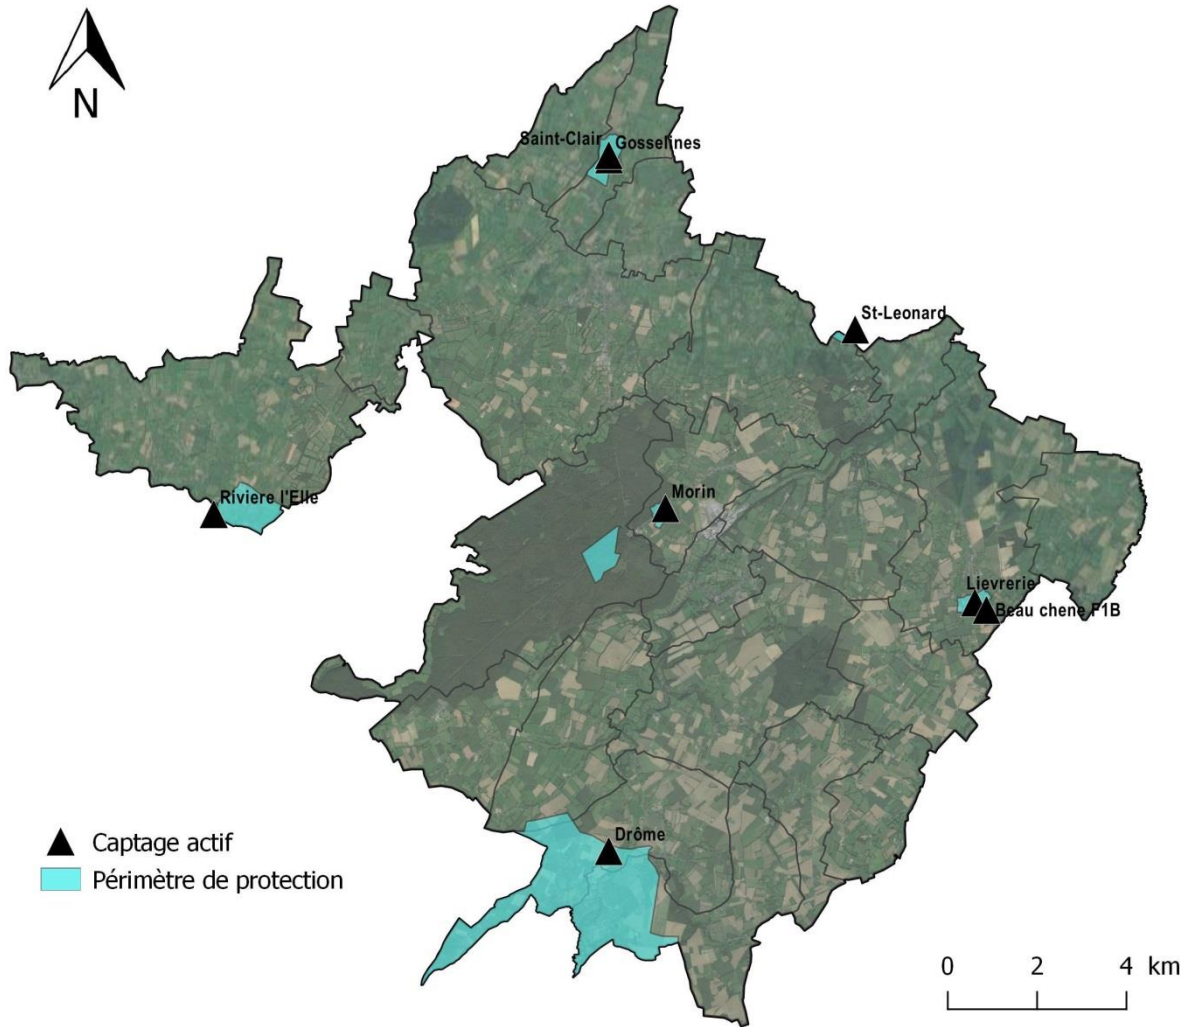 N
Saint-Clair
Gosselines
St-Leonard
Riviere l'Elle
Morin
Lievrerie
Beau chene F1B
Drôme
Captage actif
Périmètre de protection
0 2 4 km